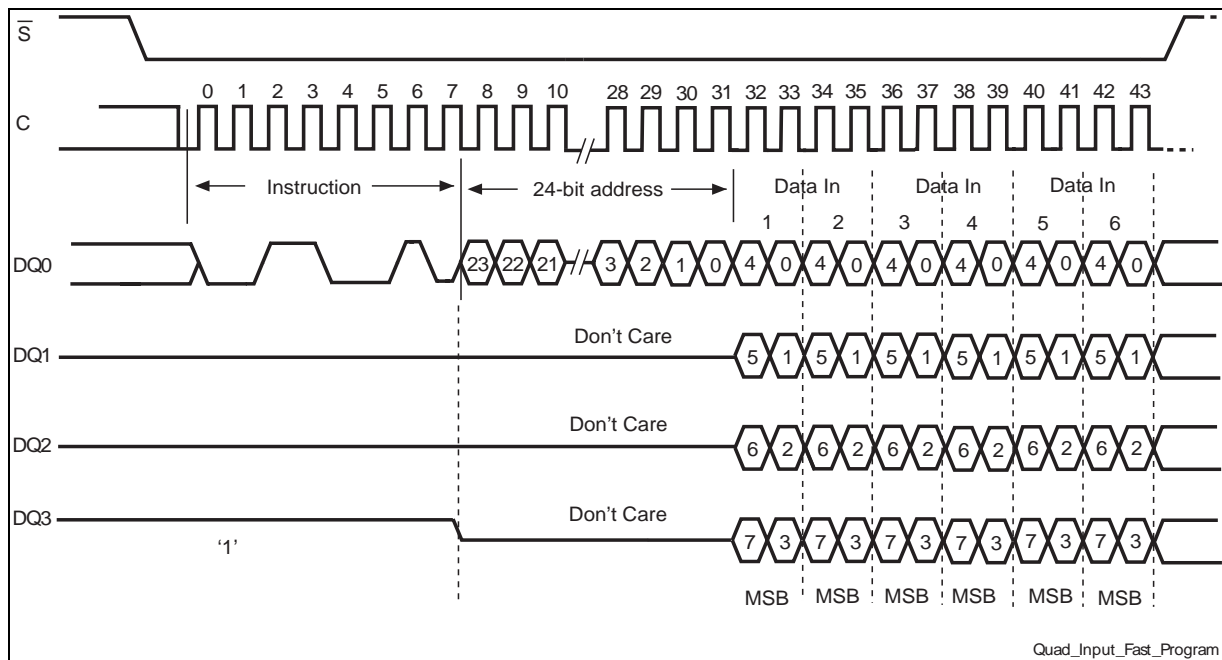 S
0 1 2 3 4 5 6 7 8 9 10 28 29 30 31 32 33 34 35 36 37 38 39 40 41 42 43
C
Instruction 24-bit address Data In Data In Data In
1 2 3 4 5 6
DQ0 23 22 21 3 2 1 0 4 0 4 0 4 0 4 0 4 0 4 0
Don't Care
DQ1 5 1 5 1 5 1 5 1 5 1 5 1
Don't Care
DQ2 6 2 6 2 6 2 6 2 6 2 6 2
DQ3 Don't Care
'1' 7 3 7 3 7 3 7 3 7 3 7 3
MSB MSB MSB MSB MSB MSB
Quad_Input_Fast_Program